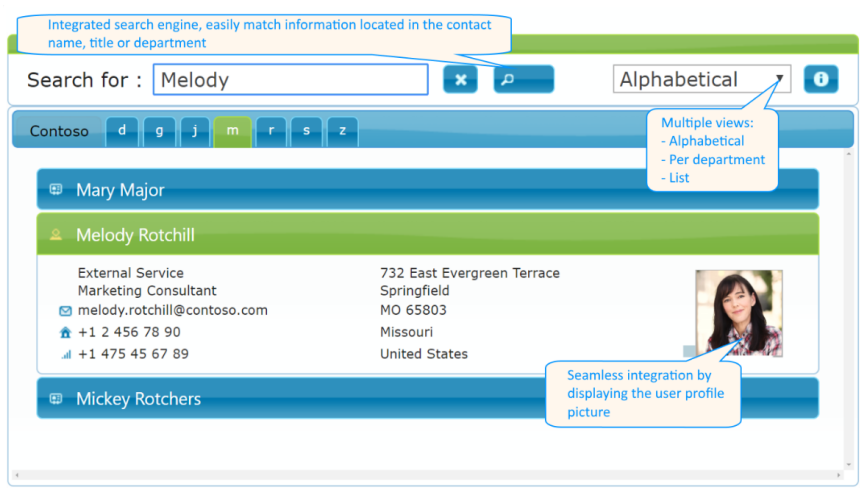 Integrated search engine, easily match information located in the contact
name, title or department
Search for : Melody
Alphabetical
Multiple views:
- Alphabetical
- Per department
- List
Contoso d g j m r s z
Mary Major
Melody Rotchill
External Service
Marketing Consultant
melody.rotchill@contoso.com
+1 2 456 78 90
+1 475 45 67 89
732 East Evergreen Terrace
Springfield
MO 65803
Missouri
United States
Seamless integration by
displaying the user profile
picture
Mickey Rotchers